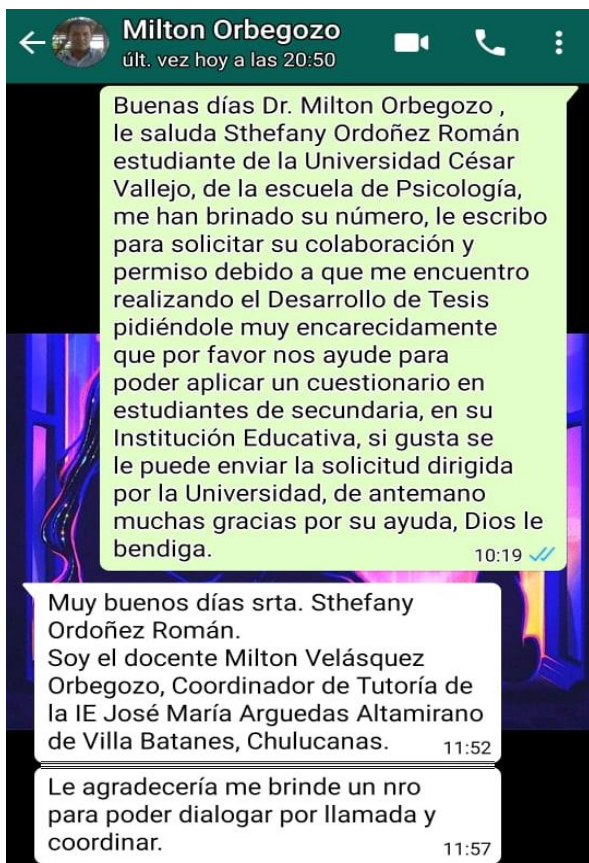 Milton Orbegozo
últ. vez hoy a las 20:50
Buenas días Dr. Milton Orbegozo ,
le saluda Sthefany Ordoñez Román
estudiante de la Universidad César
Vallejo, de la escuela de Psicología,
me han brinado su número, le escribo
para solicitar su colaboración y
permiso debido a que me encuentro
realizando el Desarrollo de Tesis
pidiéndole muy encarecidamente
que por favor nos ayude para
poder aplicar un cuestionario en
estudiantes de secundaria, en su
Institución Educativa, si gusta se
le puede enviar la solicitud dirigida
por la Universidad, de antemano
muchas gracias por su ayuda, Dios le
bendiga.
10:19
Muy buenos días srta. Sthefany
Ordoñez Román.
Soy el docente Milton Velásquez
Orbegozo, Coordinador de Tutoría de
la IE José María Arguedas Altamirano
de Villa Batanes, Chulucanas.
11:52
Le agradecería me brinde un nro
para poder dialogar por llamada y
coordinar.
11:57